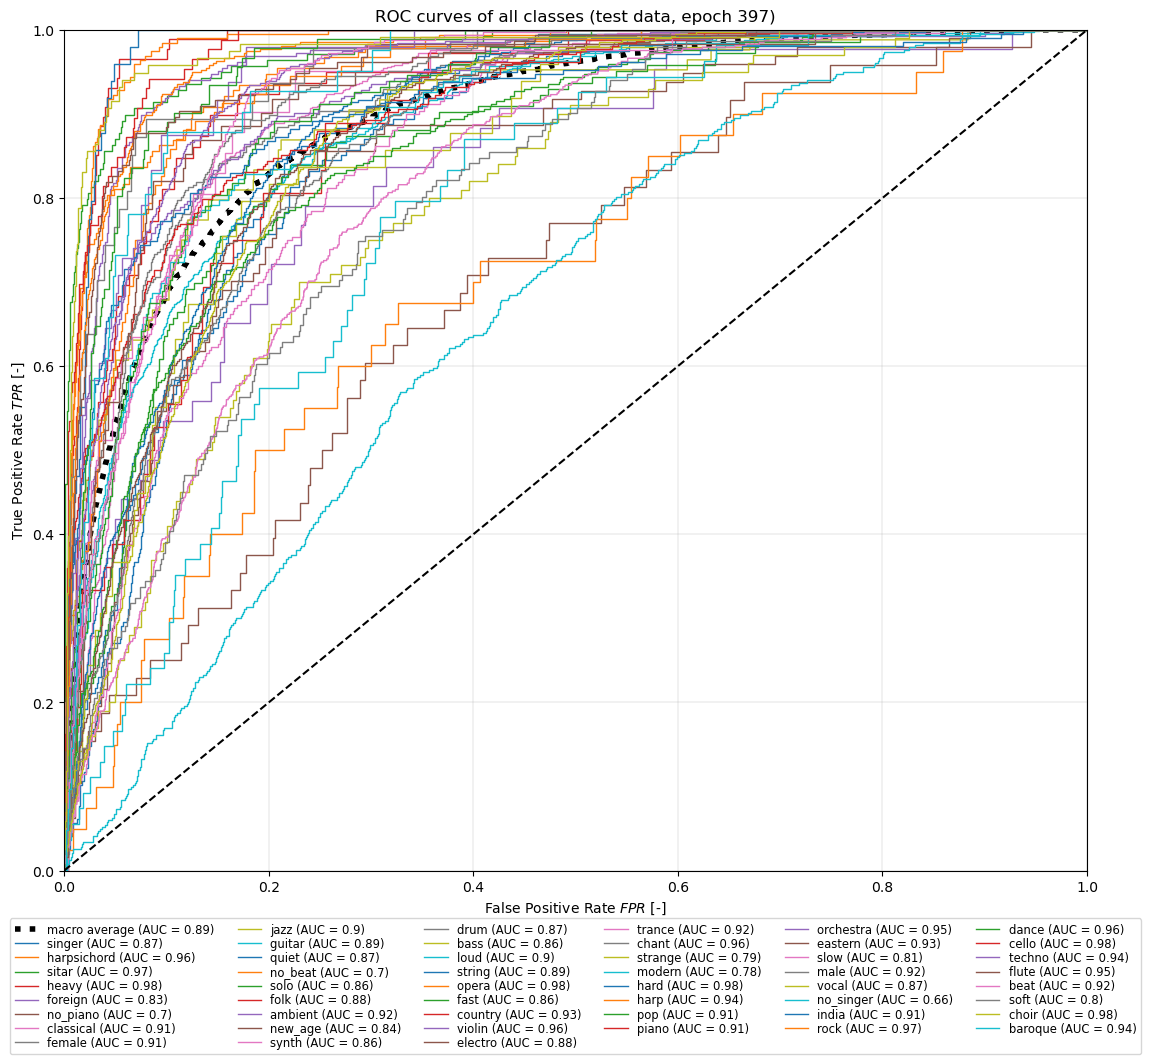 ROC curves of all classes (test data, epoch 397)
1.0
0.8
0.6
0.4
0.2
0.0
True Positive Rate TPR [-]
0.0 0.2 0.4 0.6 0.8 1.0
False Positive Rate FPR [-]
macro average (AUC = 0.89)
singer (AUC = 0.87)
harpsichord (AUC = 0.96)
sitar (AUC = 0.97)
heavy (AUC = 0.98)
foreign (AUC = 0.83)
no_piano (AUC = 0.7)
classical (AUC = 0.91)
female (AUC = 0.91)
jazz (AUC = 0.9)
guitar (AUC = 0.89)
quiet (AUC = 0.87)
no_beat (AUC = 0.7)
solo (AUC = 0.86)
folk (AUC = 0.88)
ambient (AUC = 0.92)
new_age (AUC = 0.84)
synth (AUC = 0.86)
drum (AUC = 0.87)
bass (AUC = 0.86)
loud (AUC = 0.9)
string (AUC = 0.89)
opera (AUC = 0.98)
fast (AUC = 0.86)
country (AUC = 0.93)
violin (AUC = 0.96)
electro (AUC = 0.88)
trance (AUC = 0.92)
chant (AUC = 0.96)
strange (AUC = 0.79)
modern (AUC = 0.78)
hard (AUC = 0.98)
harp (AUC = 0.94)
pop (AUC = 0.91)
piano (AUC = 0.91)
orchestra (AUC = 0.95)
eastern (AUC = 0.93)
slow (AUC = 0.81)
male (AUC = 0.92)
vocal (AUC = 0.87)
no_singer (AUC = 0.66)
india (AUC = 0.91)
rock (AUC = 0.97)
dance (AUC = 0.96)
cello (AUC = 0.98)
techno (AUC = 0.94)
flute (AUC = 0.95)
beat (AUC = 0.92)
soft (AUC = 0.8)
choir (AUC = 0.98)
baroque (AUC = 0.94)